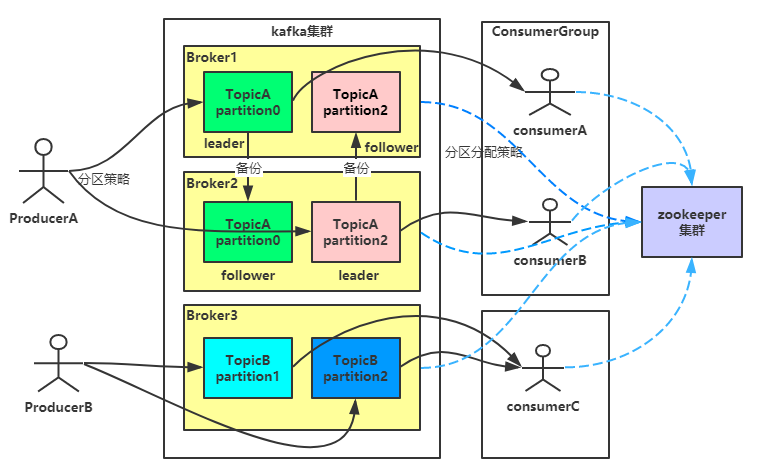 kafka集群
ConsumerGroup
Broker1
TopicA
partition0
TopicA
partition2
leader
follower
consumerA
分区策略
备份
备份
分区分配策略
ProducerA
Broker2
TopicA
partition0
TopicA
partition2
follower
leader
consumerB
zookeeper
集群
Broker3
TopicB
partition1
TopicB
partition2
ProducerB
consumerC